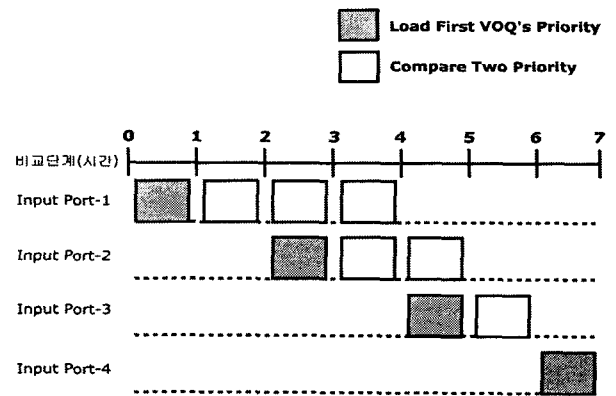 Load First VOQ's Priority
Compare Two Priority
0 1 2 3 4 5 6 7
비교단계(시간)
Input Port-1
Input Port-2
Input Port-3
Input Port-4